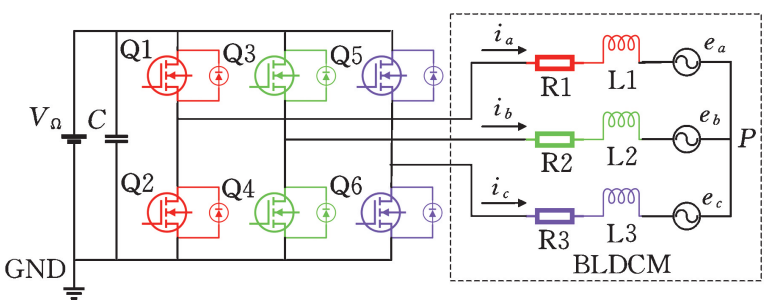 Q1
Q3
Q5
i_a
R1
L1
e_a
V_Ω
C
i_b
R2
L2
e_b
P
Q2
Q4
Q6
i_c
R3
L3
e_c
GND
BLDCM